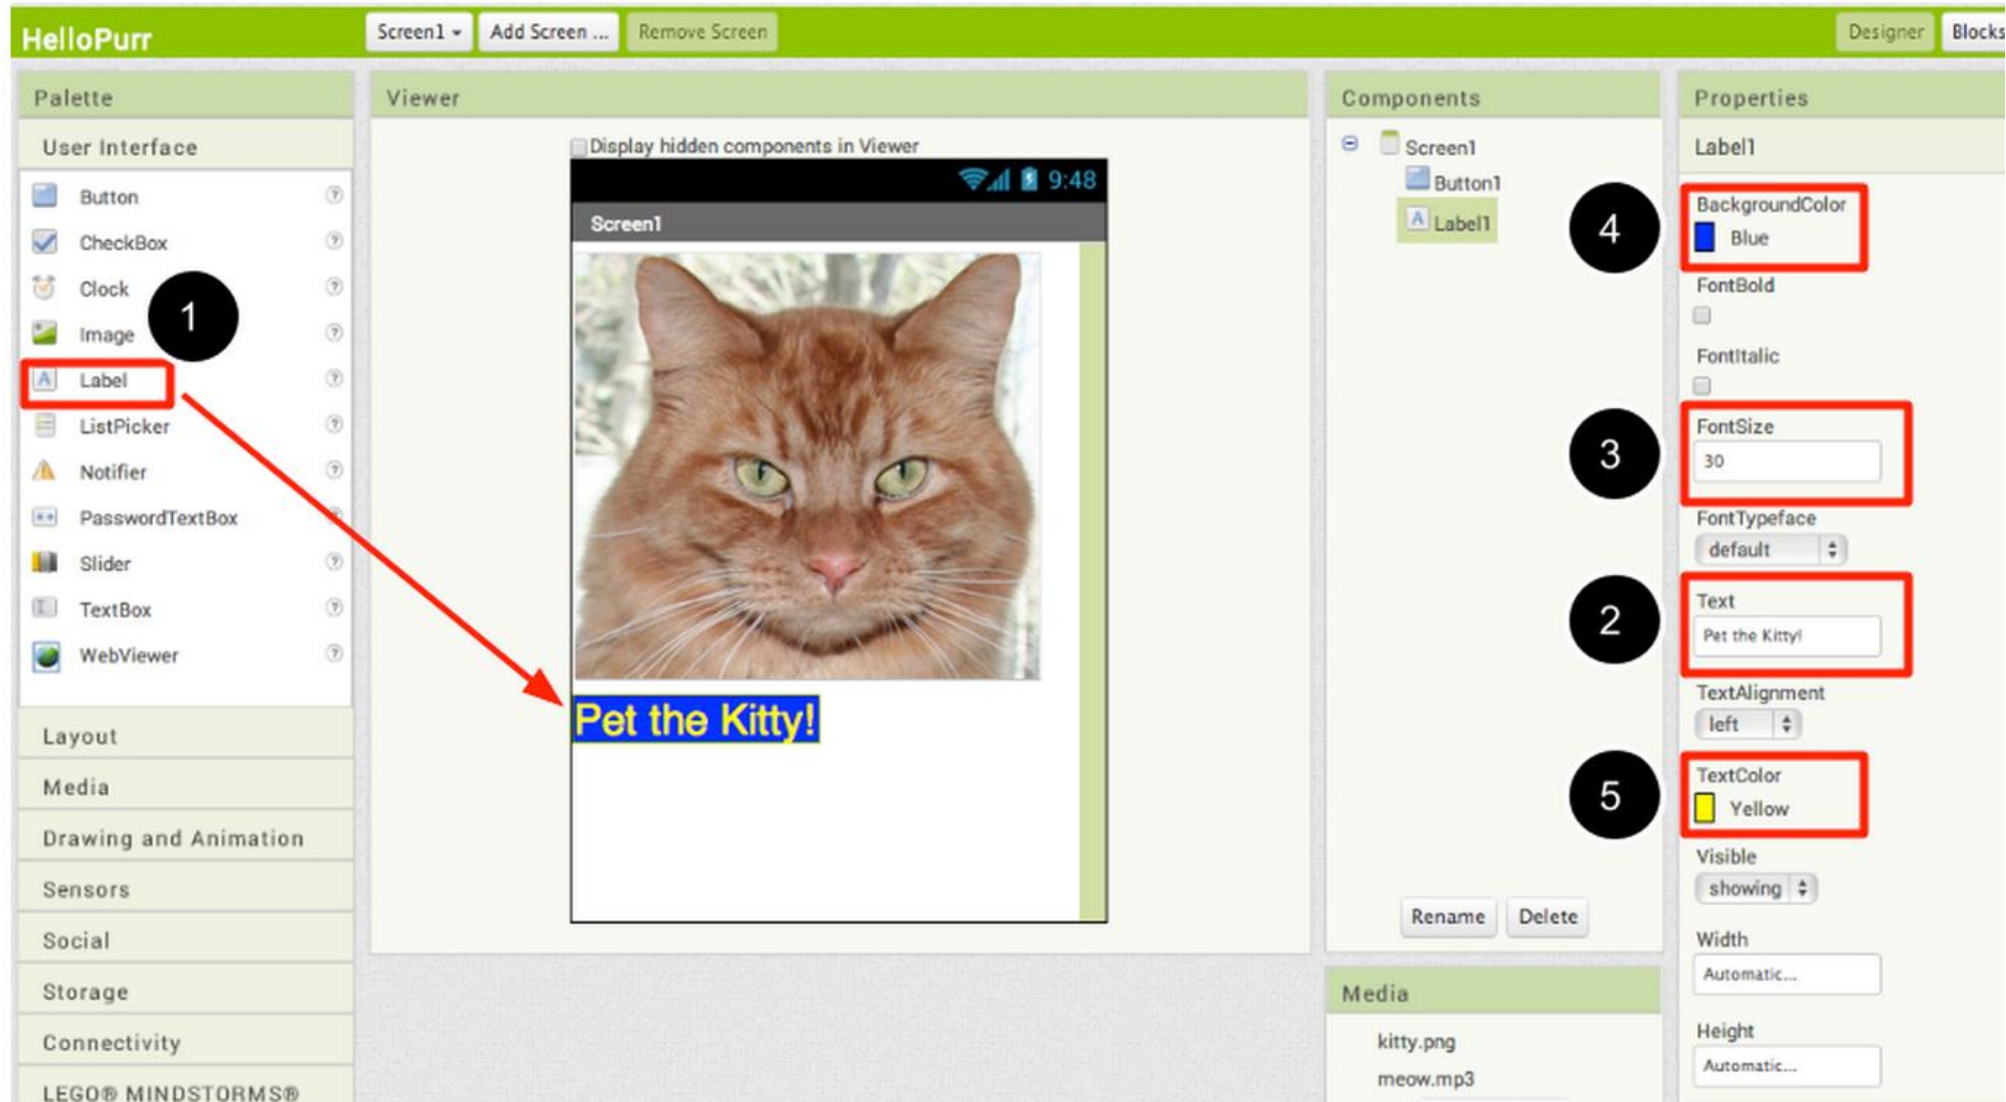 HelloPurr
Screen1
Add Screen ...
Remove Screen
Designer
Blocks
Palette
User Interface
Button
CheckBox
Clock
1
Image
Label
ListPicker
Notifier
PasswordTextBox
Slider
TextBox
WebViewer
Layout
Media
Drawing and Animation
Sensors
Social
Storage
Connectivity
LEGO® MINDSTORMS®
Viewer
Display hidden components in Viewer
9:48
Screen1
Pet the Kitty!
Components
Screen1
Button1
Label1
Rename
Delete
Media
kitty.png
meow.mp3
Properties
Label1
4
BackgroundColor
Blue
FontBold
FontItalic
3
FontSize
30
FontTypeface
default
2
Text
Pet the Kitty!
TextAlignment
left
5
TextColor
Yellow
Visible
showing
Width
Automatic...
Height
Automatic...